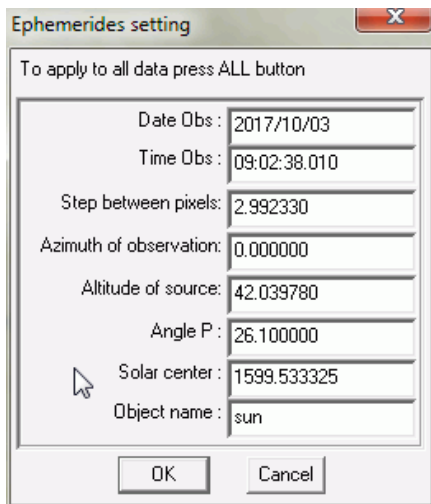 Ephemerides setting
To apply to all data press ALL button
Date Obs : 2017/10/03
Time Obs : 09:02:38.010
Step between pixels: 2.992330
Azimuth of observation: 0.000000
Altitude of source: 42.039780
Angle P : 26.100000
Solar center : 1599.533325
Object name : sun
OK Cancel